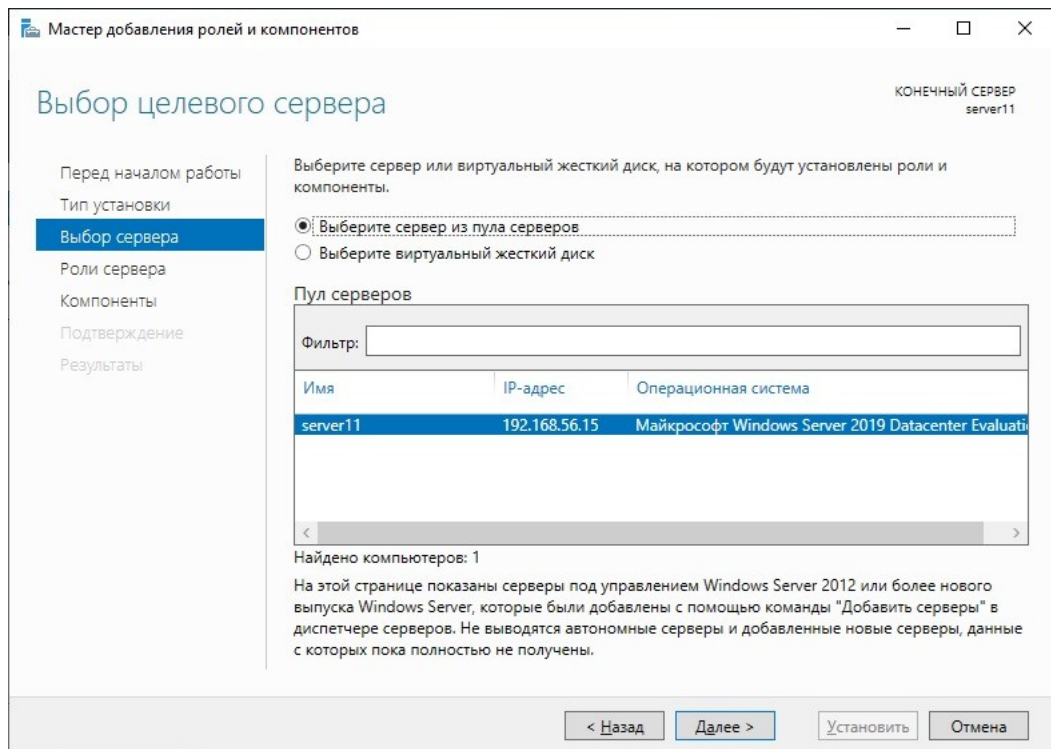 Мастер добавления ролей и компонентов
Выбор целевого сервера
КОНЕЧНЫЙ СЕРВЕР
server11
Перед началом работы
Тип установки
Выбор сервера
Роли сервера
Компоненты
Подтверждение
Результаты
Выберите сервер или виртуальный жесткий диск, на котором будут установлены роли и
компоненты.
Выберите сервер из пула серверов
Выберите виртуальный жесткий диск
Пул серверов
Фильтр:
Имя IP-адрес Операционная система
server11 192.168.56.15 Майкрософт Windows Server 2019 Datacenter Evaluati
Найдено компьютеров: 1
На этой странице показаны серверы под управлением Windows Server 2012 или более нового
выпуска Windows Server, которые были добавлены с помощью команды "Добавить серверы" в
диспетчере серверов. Не выводятся автономные серверы и добавленные новые серверы, данные
с которых пока полностью не получены.
< Назад Далее > Установить Отмена